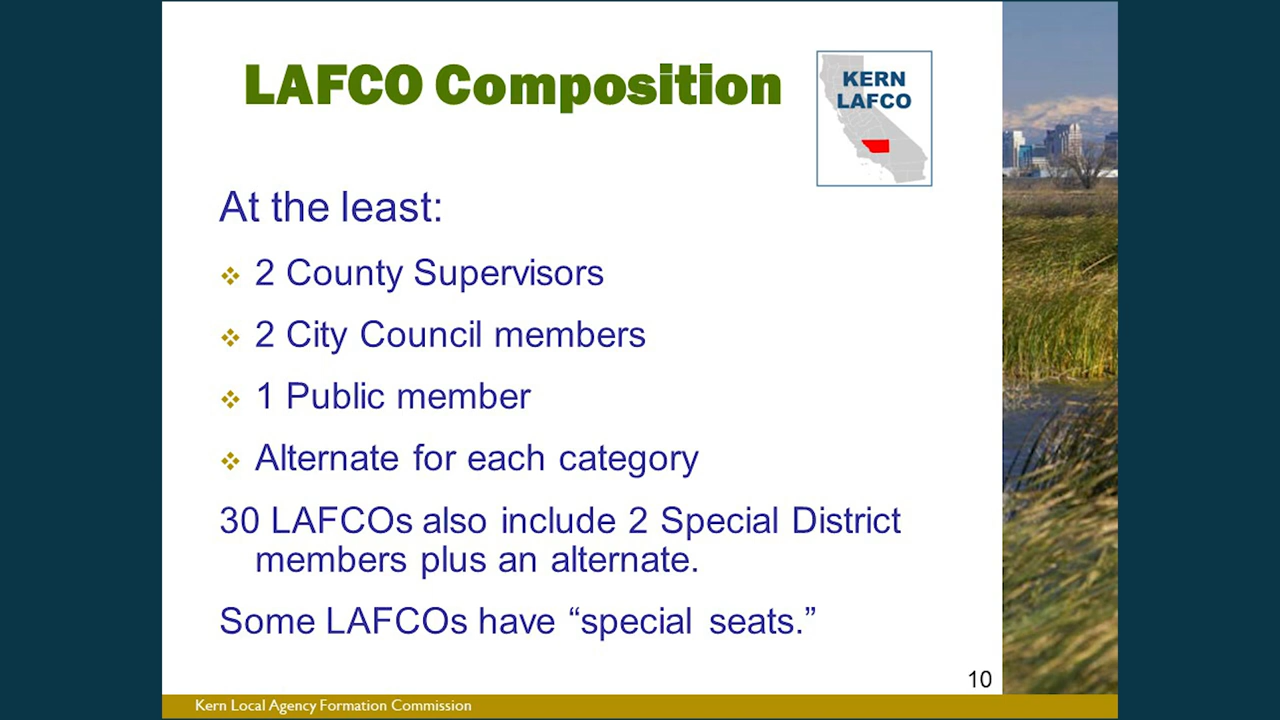 LAFCO Composition
KERN
LAFCO
At the least:
2 County Supervisors
2 City Council members
1 Public member
Alternate for each category
30 LAFCOs also include 2 Special District
members plus an alternate.
Some LAFCOs have “special seats.”
10
Kern Local Agency Formation Commission